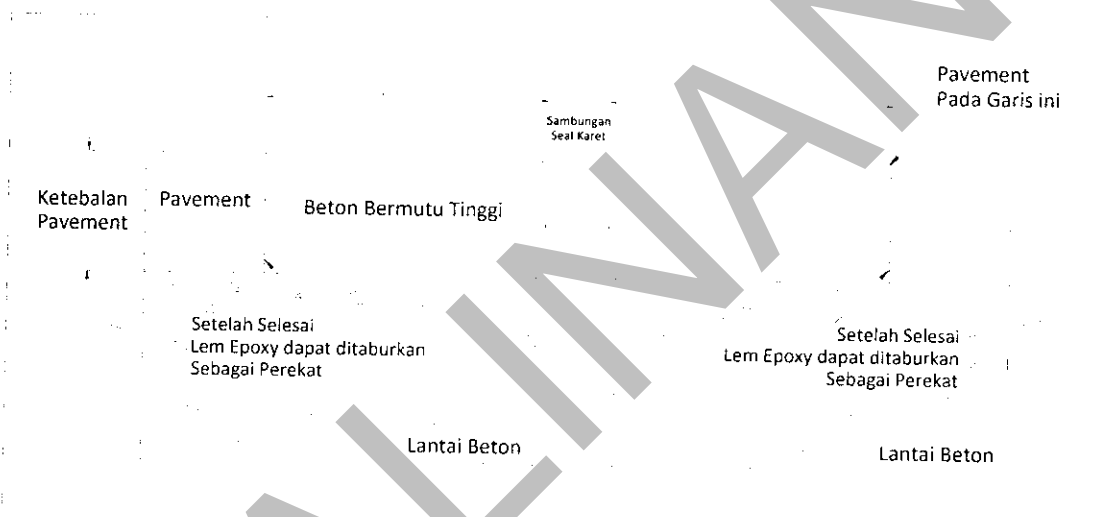 Pavement
Pada Garis ini
Sambungan
Seal Karet
Ketebalan
Pavement
Pavement
Beton Bermutu Tinggi
Setelah Selesai
Lem Epoxy dapat ditaburkan
Sebagai Perekat
Setelah Selesai
Lem Epoxy dapat ditaburkan
Sebagai Perekat
Lantai Beton
Lantai Beton
SALINAN